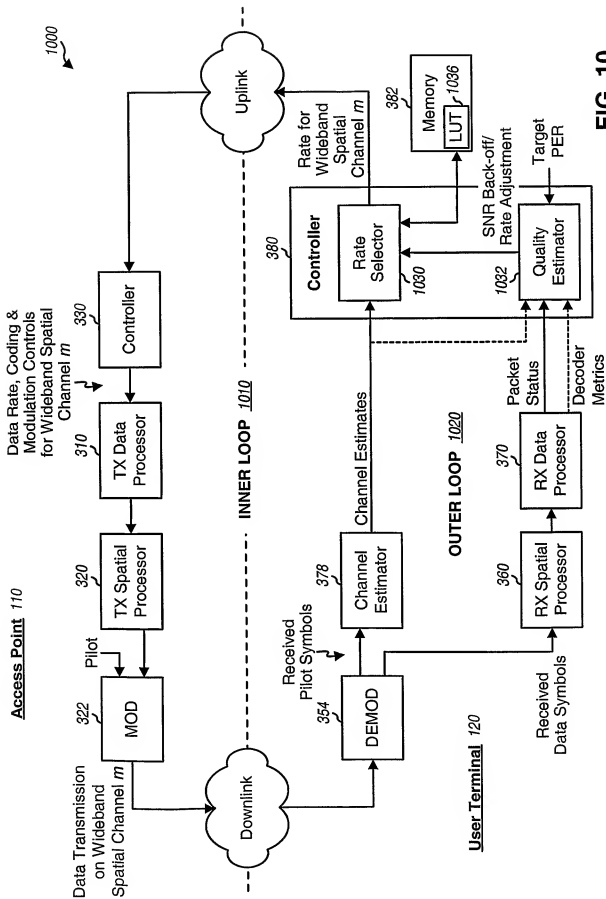 1000
Access Point 110
Data Rate, Coding &
Modulation Controls
for Wideband Spatial
Channel m
Pilot
322
MOD
320
TX Spatial
Processor
310
TX Data
Processor
330
Controller
Data Transmission
on Wideband
Spatial Channel m
Downlink
INNER LOOP 1010
Uplink
Rate for
Wideband
Spatial
Channel m
354
DEMOD
Received
Pilot Symbols
378
Channel
Estimator
Channel Estimates
380
Controller
Rate
Selector
1030
382
Memory
LUT
1036
SNR Back-off/
Rate Adjustment
OUTER LOOP 1020
1032
Quality
Estimator
Target
PER
User Terminal 120
Received
Data Symbols
360
RX Spatial
Processor
370
RX Data
Processor
Packet
Status
Decoder
Metrics
FIG. 10